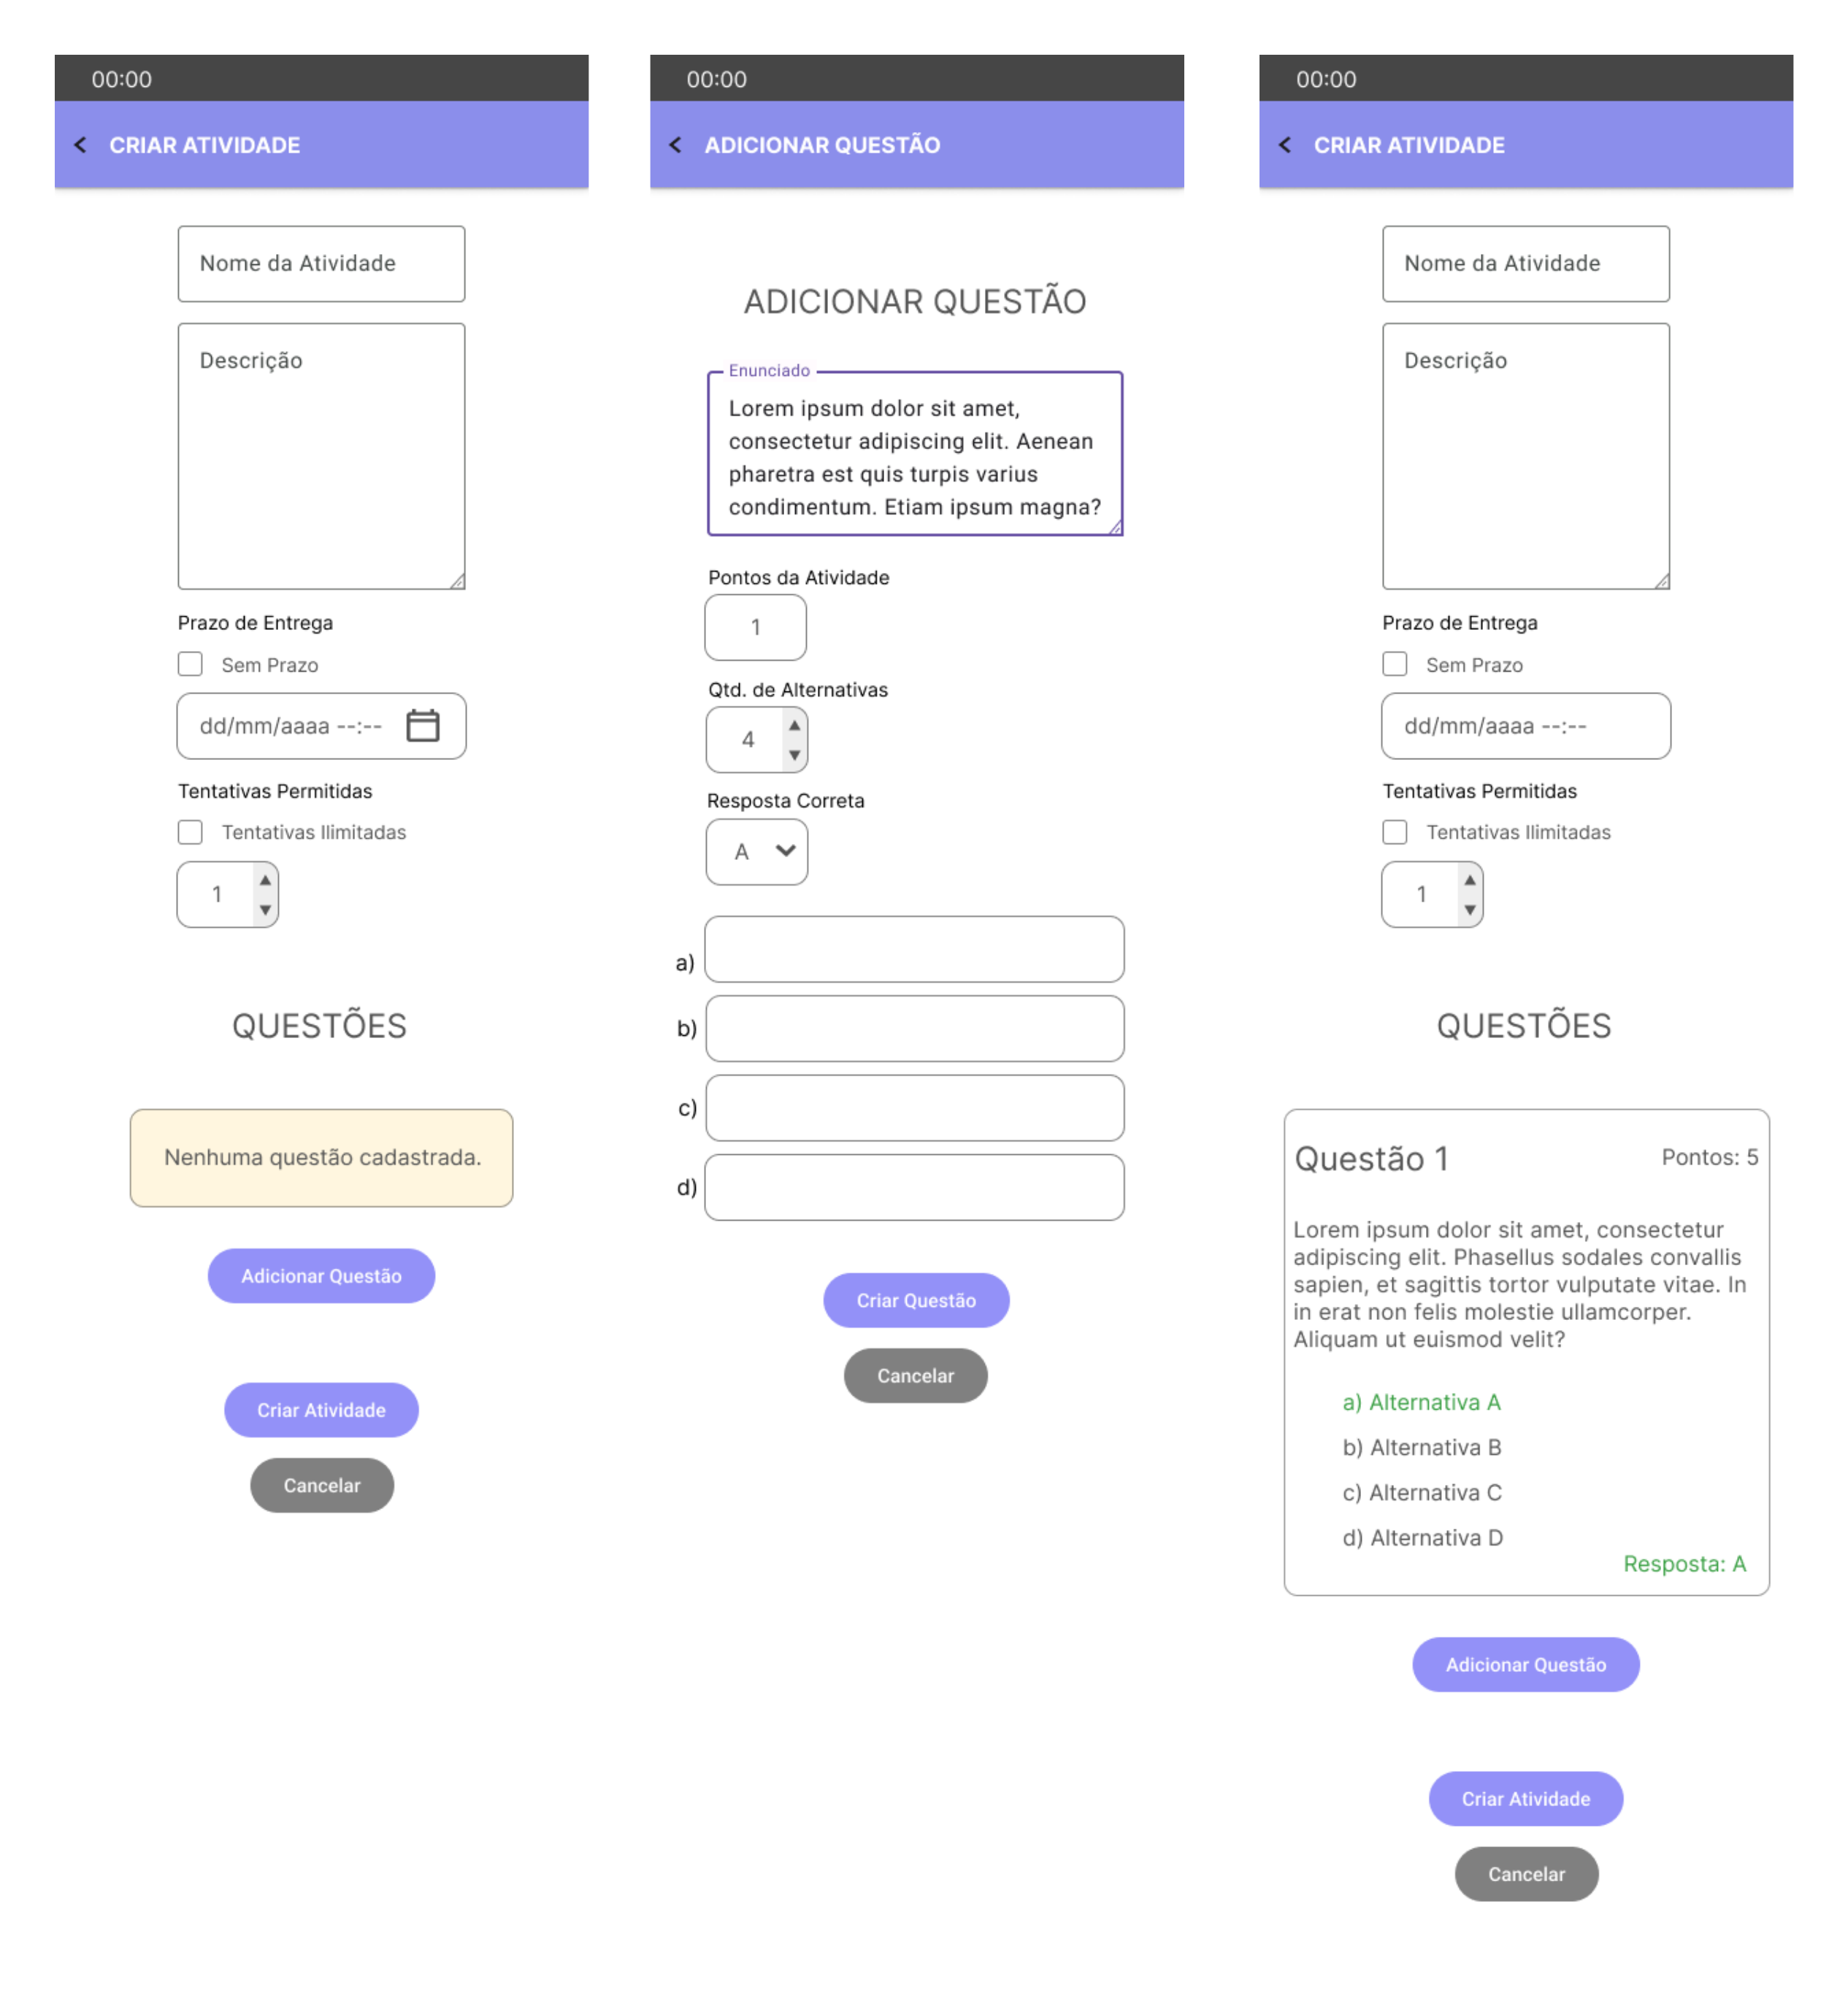 00:00
< CRIAR ATIVIDADE
Nome da Atividade
Descrição
Prazo de Entrega
Sem Prazo
dd/mm/aaaa --:--
Tentativas Permitidas
Tentativas Ilimitadas
1
QUESTÕES
Nenhuma questão cadastrada.
Adicionar Questão
Criar Atividade
Cancelar
00:00
< ADICIONAR QUESTÃO
ADICIONAR QUESTÃO
Enunciado
Lorem ipsum dolor sit amet,
consectetur adipiscing elit. Aenean
pharetra est quis turpis varius
condimentum. Etiam ipsum magna?
Pontos da Atividade
1
Qtd. de Alternativas
4
Resposta Correta
A
a)
b)
c)
d)
Criar Questão
Cancelar
00:00
< CRIAR ATIVIDADE
Nome da Atividade
Descrição
Prazo de Entrega
Sem Prazo
dd/mm/aaaa --:--
Tentativas Permitidas
Tentativas Ilimitadas
1
QUESTÕES
Questão 1 Pontos: 5
Lorem ipsum dolor sit amet, consectetur
adipiscing elit. Phasellus sodales convallis
sapien, et sagittis tortor vulputate vitae. In
in erat non felis molestie ullamcorper.
Aliquam ut euismod velit?
a) Alternativa A
b) Alternativa B
c) Alternativa C
d) Alternativa D
Resposta: A
Adicionar Questão
Criar Atividade
Cancelar